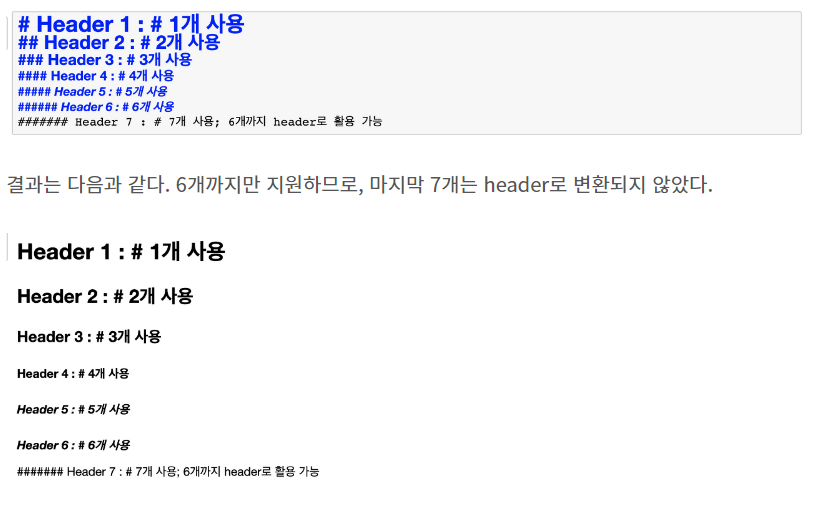 # Header 1 : # 1개 사용
## Header 2 : # 2개 사용
### Header 3 : # 3개 사용
#### Header 4 : # 4개 사용
##### Header 5 : # 5개 사용
###### Header 6 : # 6개 사용
####### Header 7 : # 7개 사용; 6개까지 header로 활용 가능
결과는 다음과 같다. 6개까지만 지원하므로, 마지막 7개는 header로 변환되지 않았다.
Header 1 : # 1개 사용
Header 2 : # 2개 사용
Header 3 : # 3개 사용
Header 4 : # 4개 사용
Header 5 : # 5개 사용
Header 6 : # 6개 사용
####### Header 7 : # 7개 사용; 6개까지 header로 활용 가능